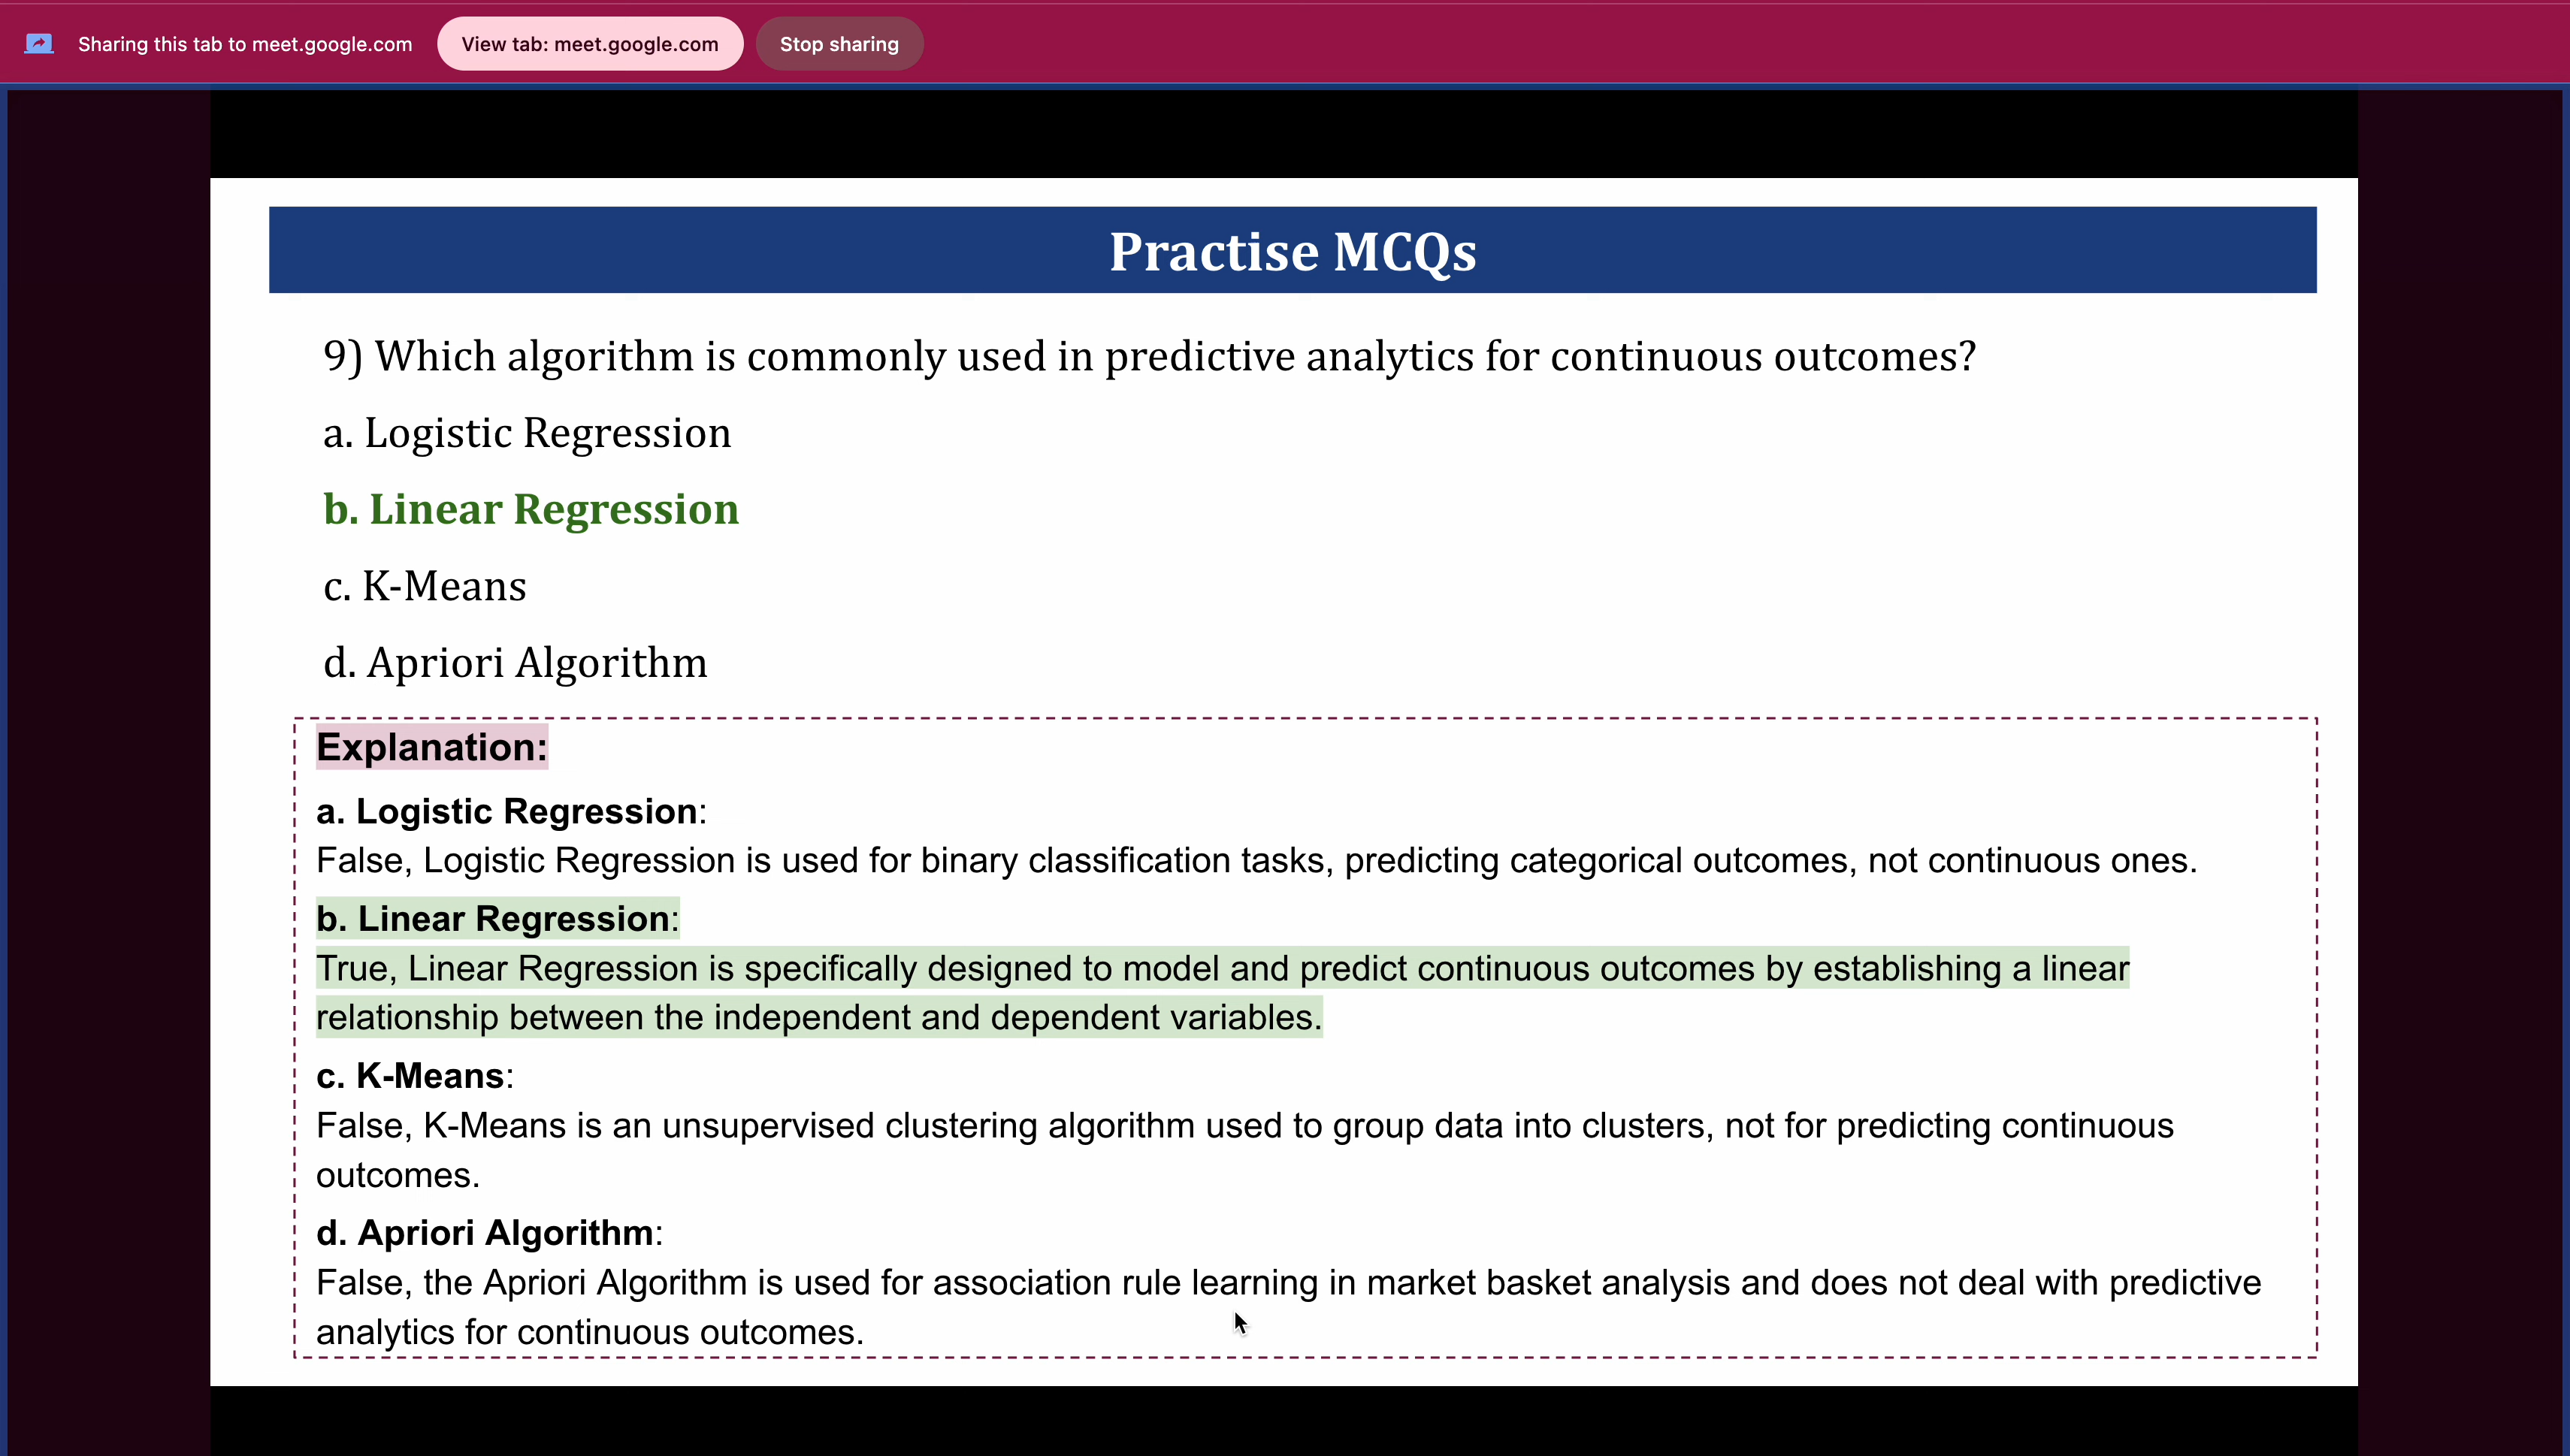 Sharing this tab to meet.google.com View tab: meet.google.com Stop sharing
Practise MCQs
9) Which algorithm is commonly used in predictive analytics for continuous outcomes?
a. Logistic Regression
b. Linear Regression
c. K-Means
d. Apriori Algorithm
Explanation:
a. Logistic Regression:
False, Logistic Regression is used for binary classification tasks, predicting categorical outcomes, not continuous ones.
b. Linear Regression:
True, Linear Regression is specifically designed to model and predict continuous outcomes by establishing a linear
relationship between the independent and dependent variables.
c. K-Means:
False, K-Means is an unsupervised clustering algorithm used to group data into clusters, not for predicting continuous
outcomes.
d. Apriori Algorithm:
False, the Apriori Algorithm is used for association rule learning in market basket analysis and does not deal with predictive
analytics for continuous outcomes.